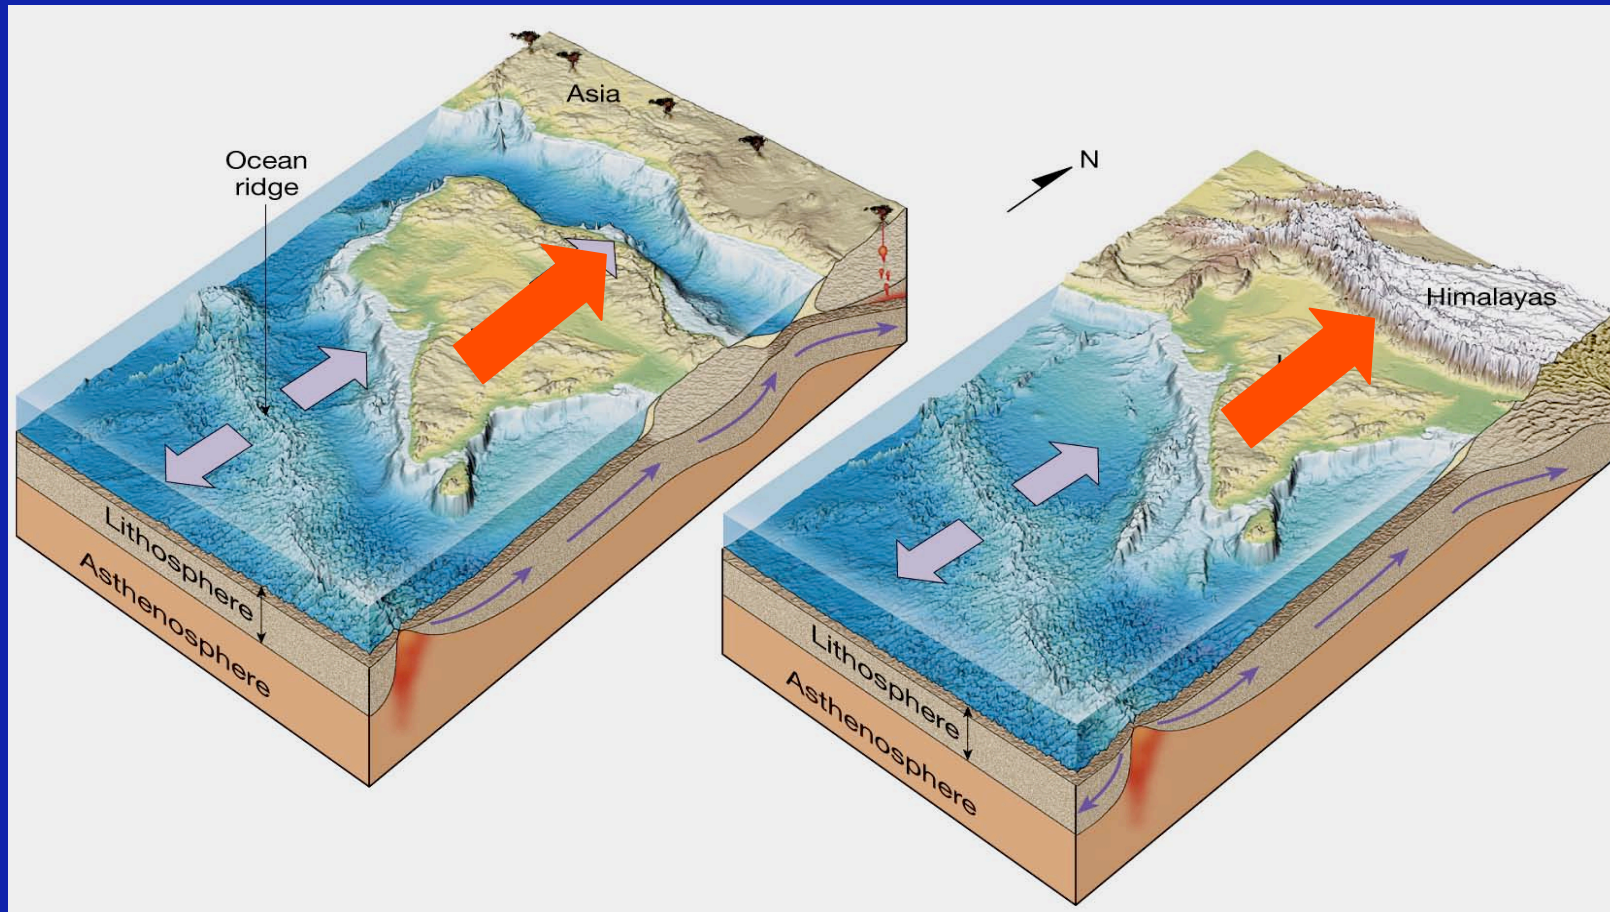 Asia
Ocean
ridge
Lithosphere
Asthenosphere
N
Himalayas
Lithosphere
Asthenosphere